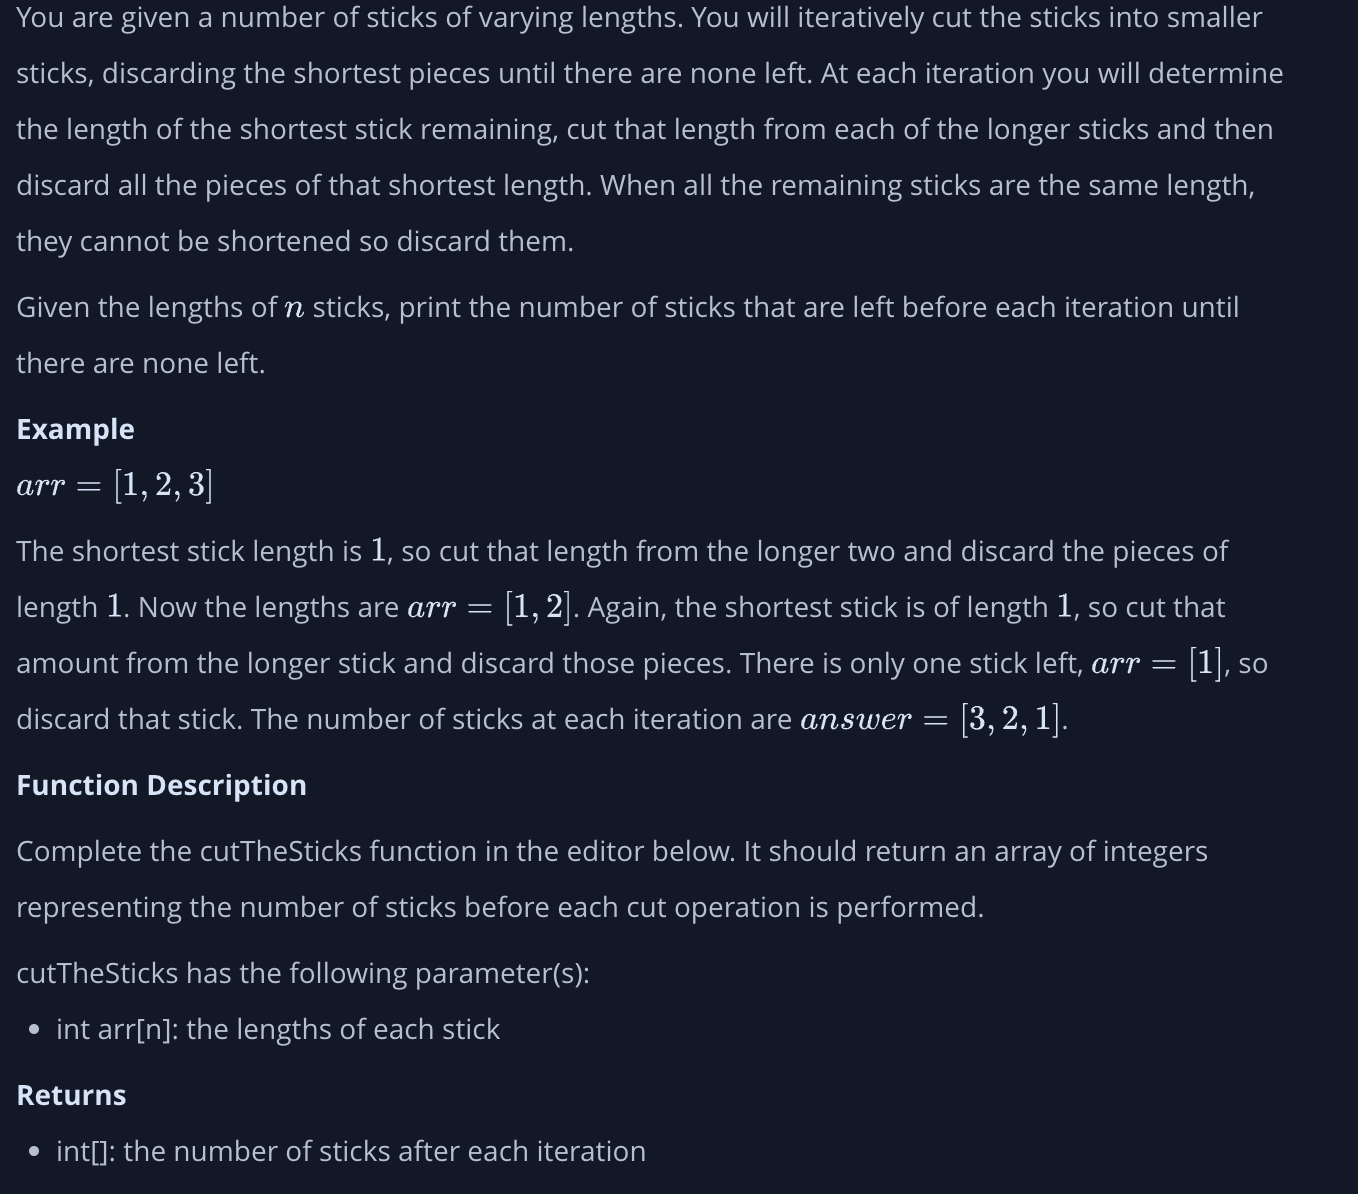 You are given a number of sticks of varying lengths. You will iteratively cut the sticks into smaller
sticks, discarding the shortest pieces until there are none left. At each iteration you will determine
the length of the shortest stick remaining, cut that length from each of the longer sticks and then
discard all the pieces of that shortest length. When all the remaining sticks are the same length,
they cannot be shortened so discard them.
Given the lengths of n sticks, print the number of sticks that are left before each iteration until
there are none left.
Example
arr = [1, 2, 3]
The shortest stick length is 1, so cut that length from the longer two and discard the pieces of
length 1. Now the lengths are arr = [1, 2]. Again, the shortest stick is of length 1, so cut that
amount from the longer stick and discard those pieces. There is only one stick left, arr = [1], so
discard that stick. The number of sticks at each iteration are answer = [3, 2, 1].
Function Description
Complete the cutTheSticks function in the editor below. It should return an array of integers
representing the number of sticks before each cut operation is performed.
cutTheSticks has the following parameter(s):
• int arr[n]: the lengths of each stick
Returns
• int[]: the number of sticks after each iteration